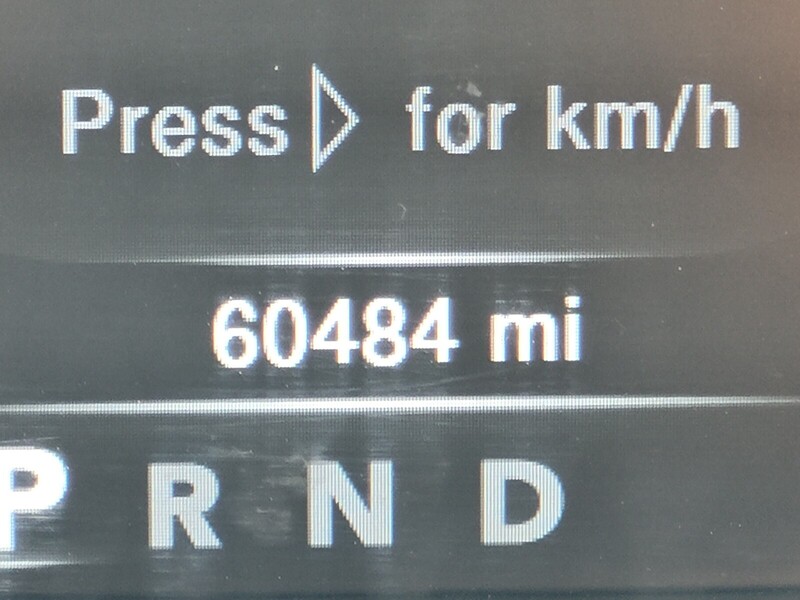 Press ▷ for km/h
60484 mi
P R N D